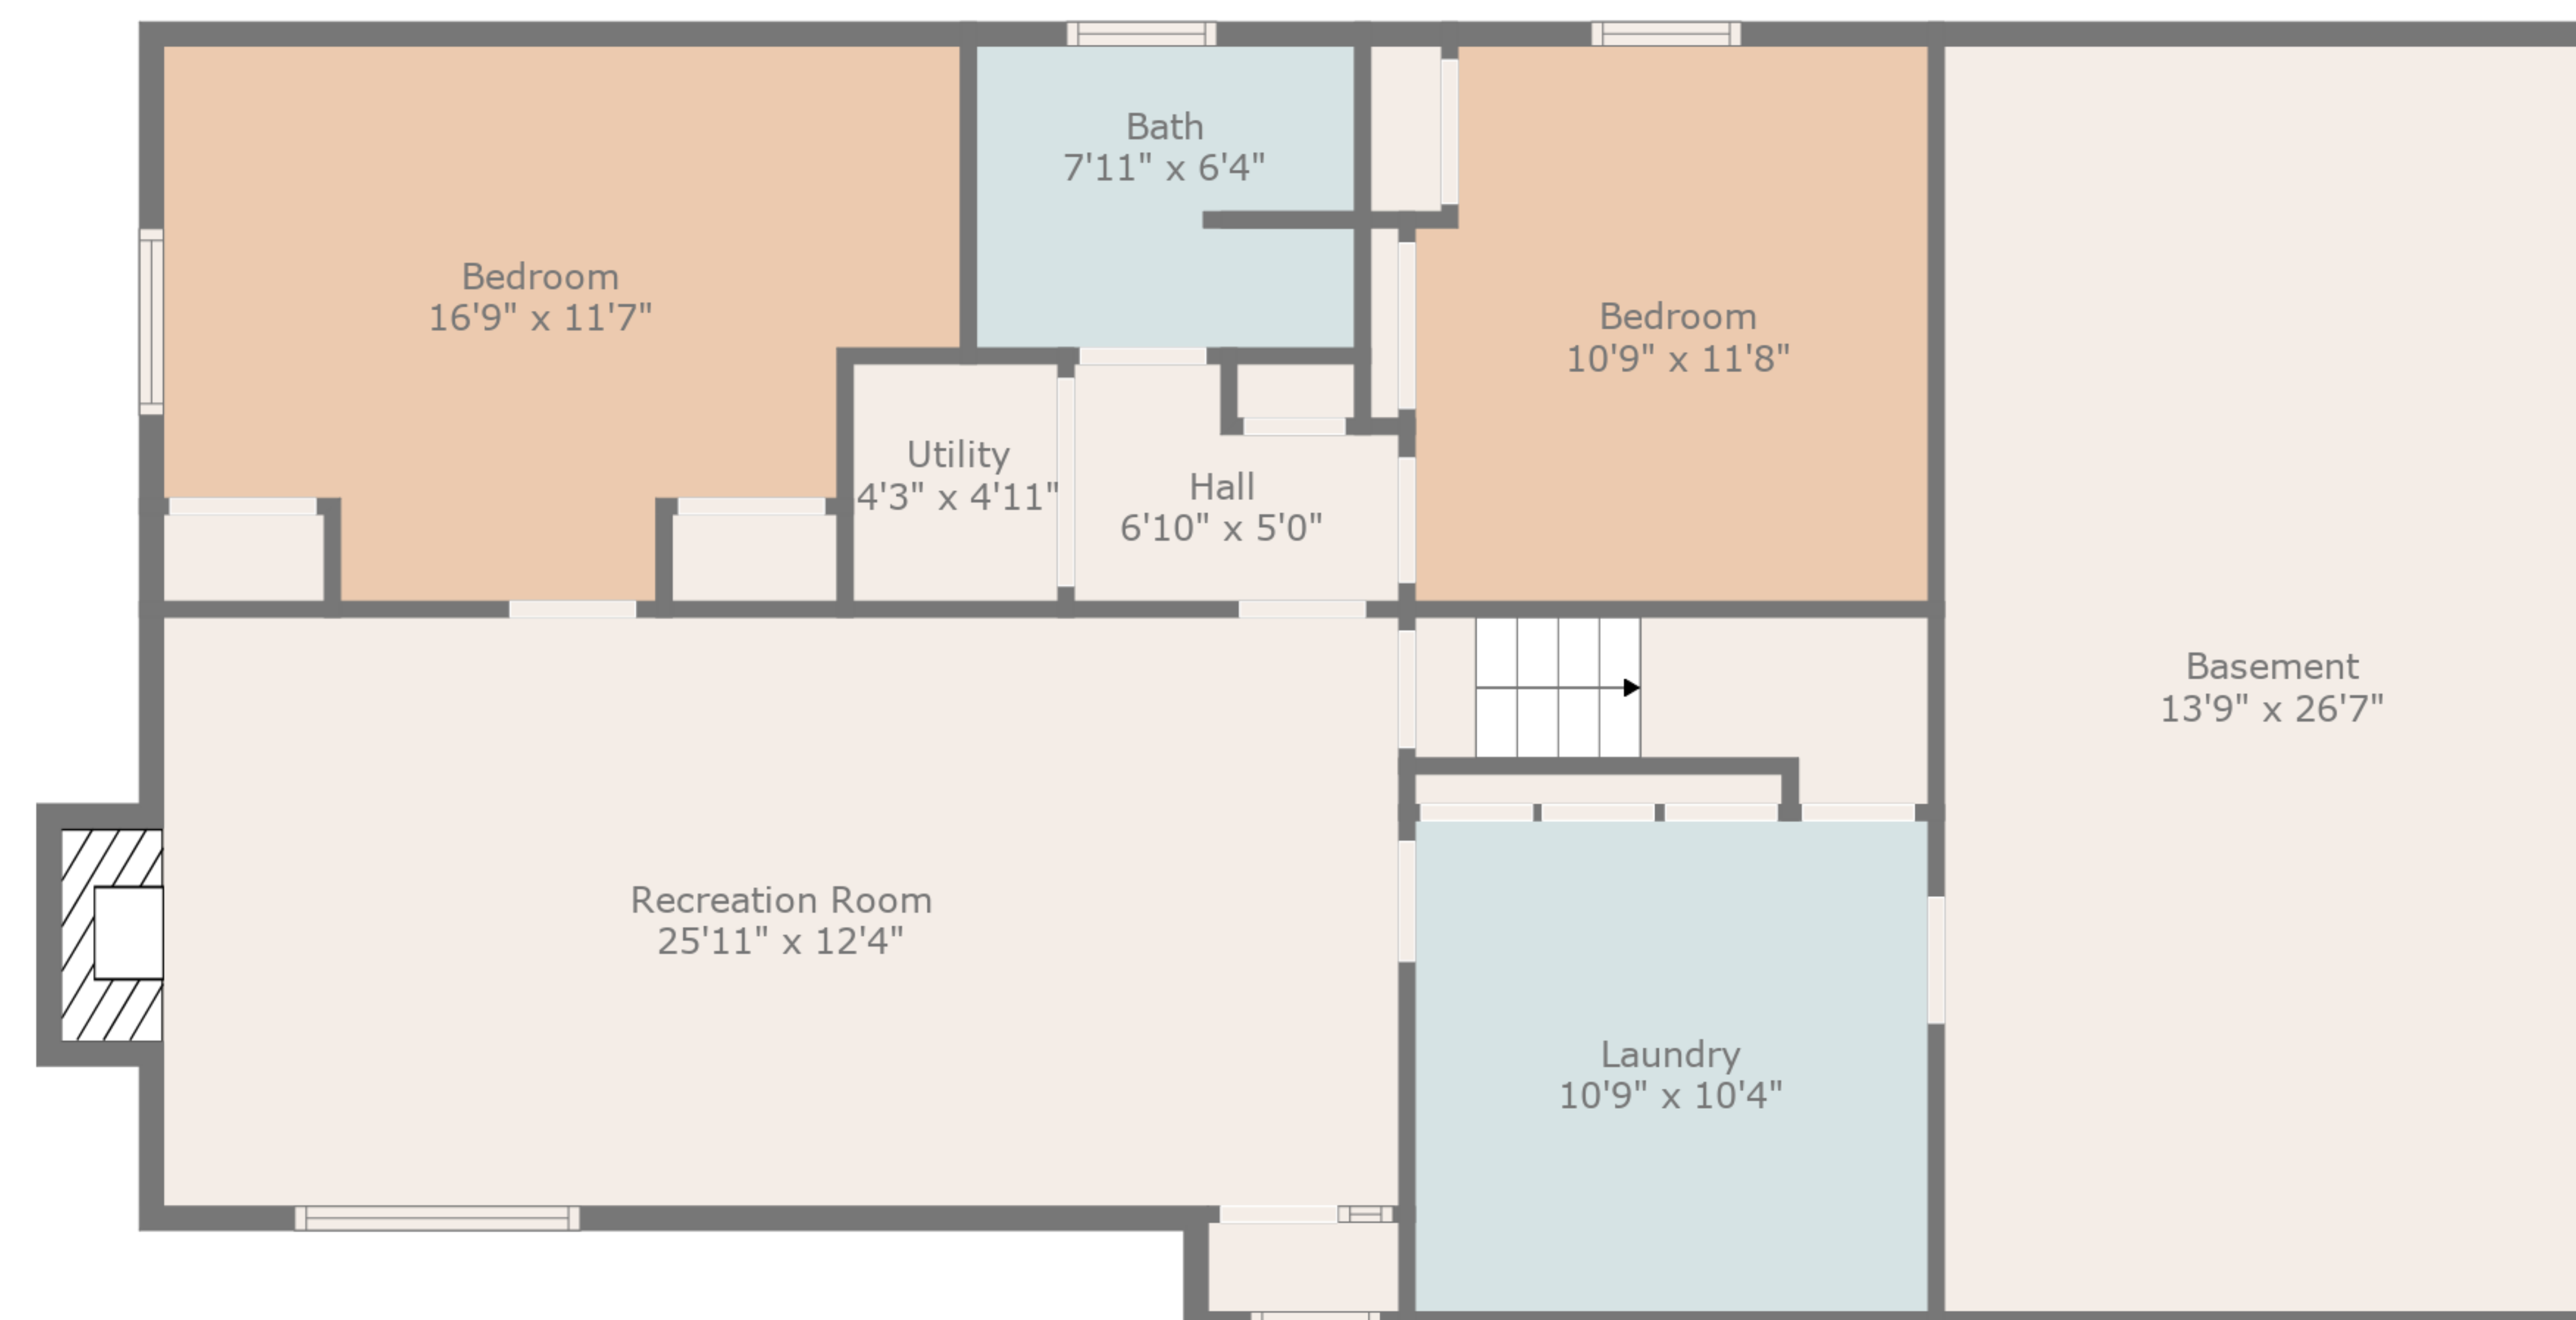 Bath
7'11" x 6'4"
Bedroom
16'9" x 11'7"
Bedroom
10'9" x 11'8"
Utility
4'3" x 4'11"
Hall
6'10" x 5'0"
Basement
13'9" x 26'7"
Recreation Room
25'11" x 12'4"
Laundry
10'9" x 10'4"